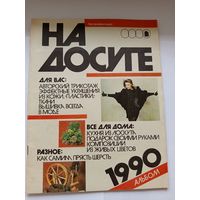 НА
ДОСУГЕ
ДЛЯ ВАС:
АВТОРСКИЙ ТРИКОТАЖ
ЭФФЕКТНЫЕ УКРАШЕНИЯ
ИЗ КОЖИ, ПЛАСТИКИ,
ТКАНИ
ВЫШИВКА ВСЕГДА
В МОДЕ
ВСЕ ДЛЯ ДОМА:
КУХНЯ ИЗ ЛОСКУТА
ПОДАРОК СВОИМИ РУКАМИ
КОМПОЗИЦИИ
ИЗ ЖИВЫХ ЦВЕТОВ
РАЗНОЕ:
КАК САМИМ ПРЯСТЬ ШЕРСТЬ
1990
АЛЬБОМ